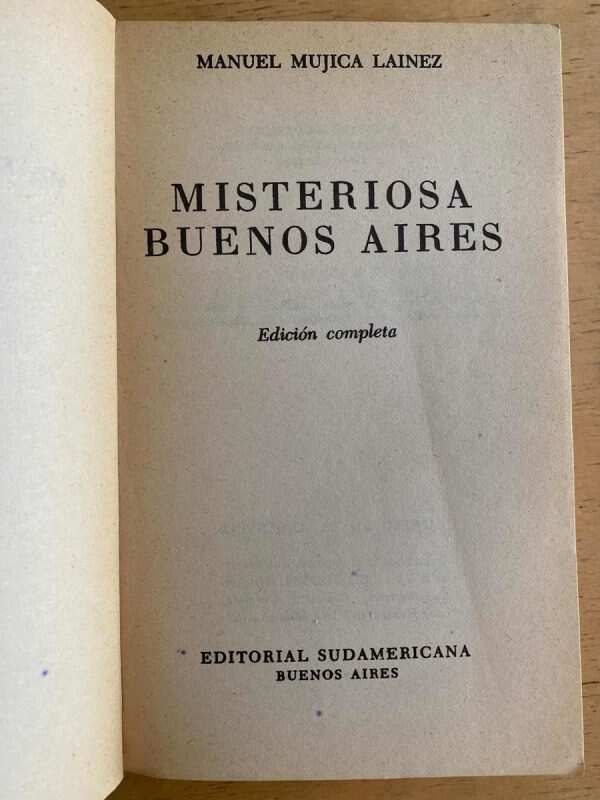 MANUEL MUJICA LAINEZ
MISTERIOSA
BUENOS AIRES
Edición completa
EDITORIAL SUDAMERICANA
BUENOS AIRES